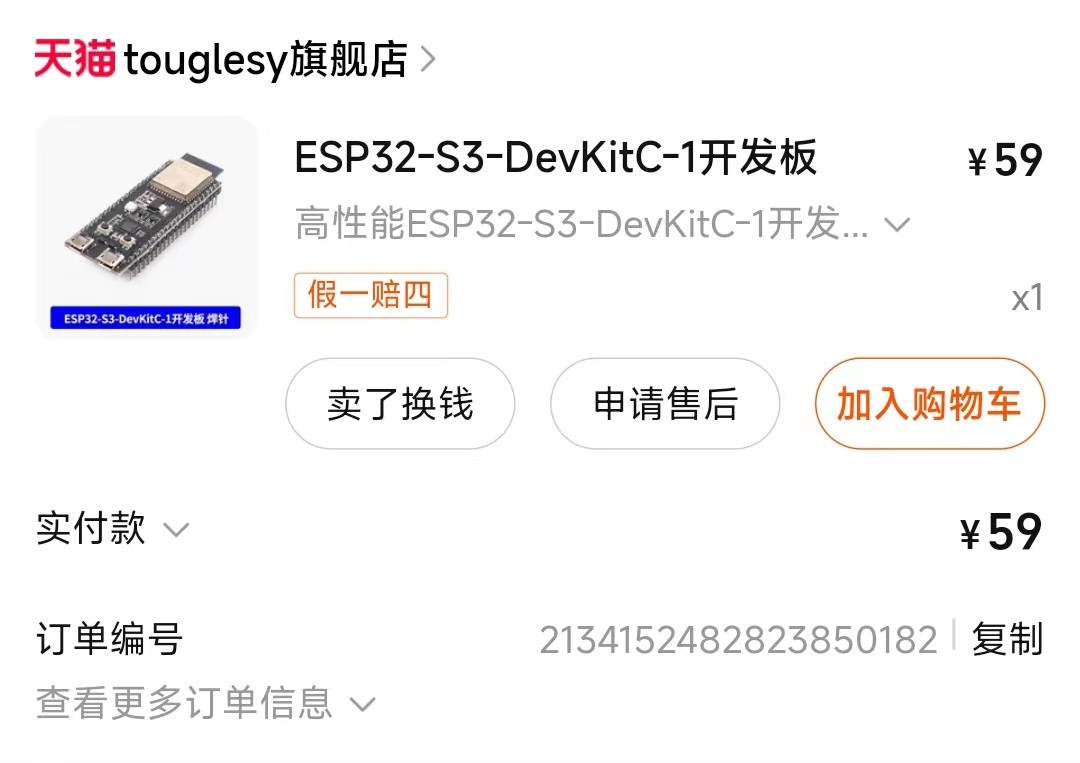 天猫 touglesy旗舰店
ESP32-S3-DevKitC-1开发板 ¥59
高性能ESP32-S3-DevKitC-1开发...
假一赔四 x1
ESP32-S3-DevKitC-1开发板 焊针
卖了换钱 申请售后 加入购物车
实付款 ¥59
订单编号 2134152482823850182 复制
查看更多订单信息